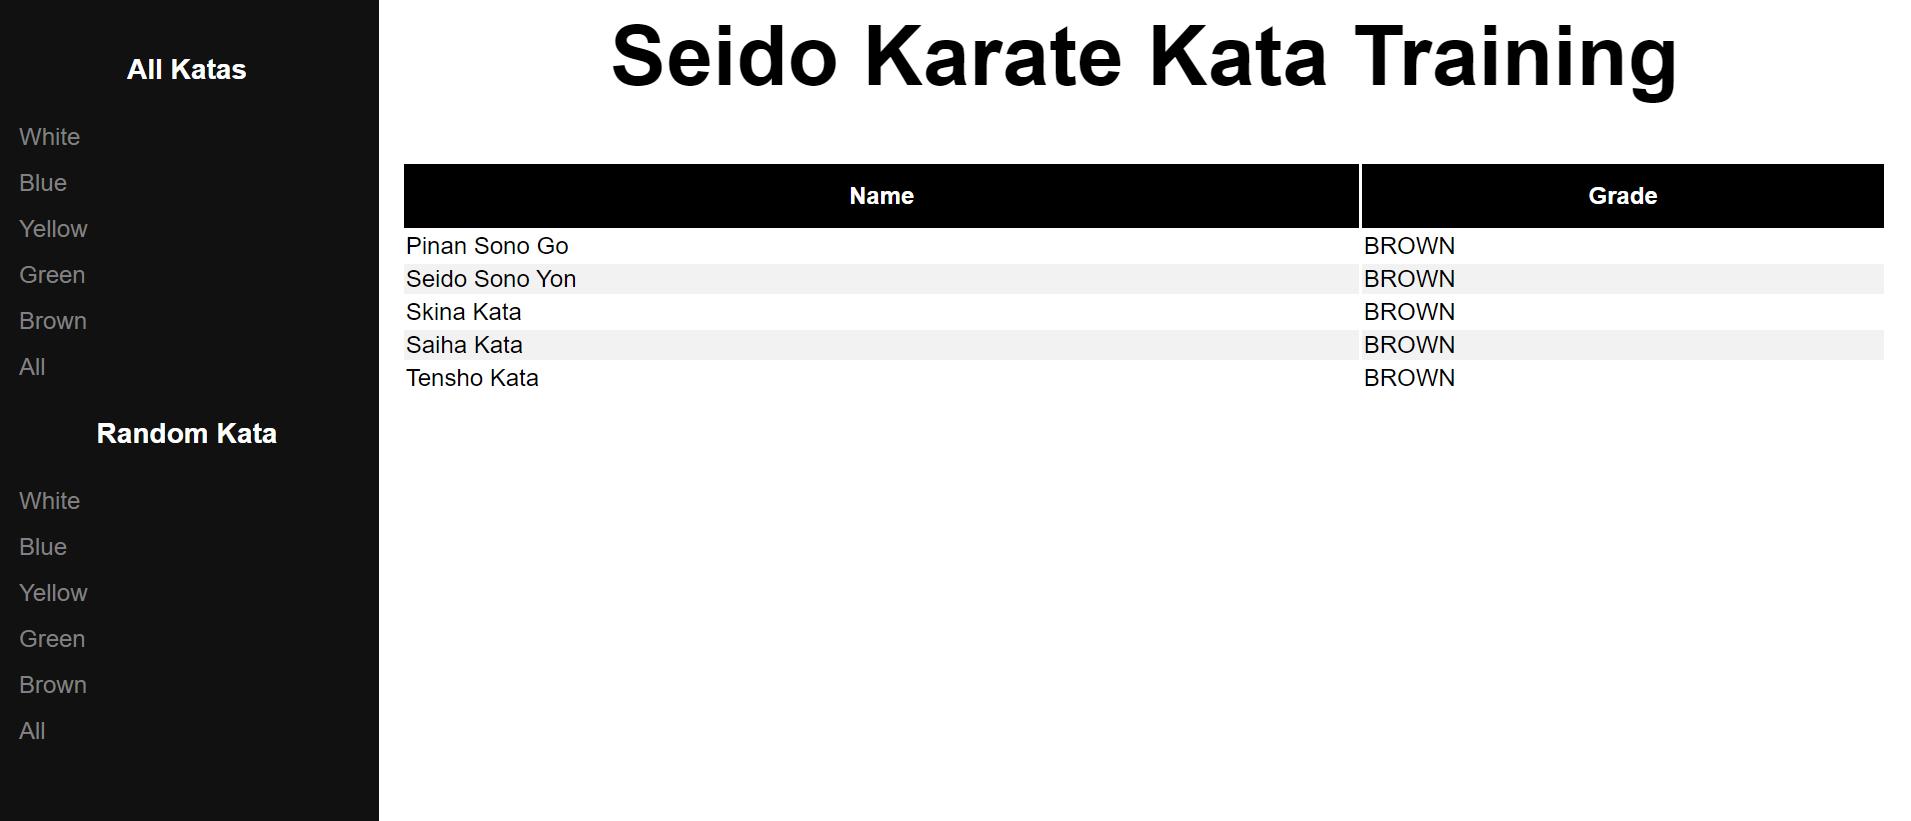 All Katas
White
Blue
Yellow
Green
Brown
All
Random Kata
White
Blue
Yellow
Green
Brown
All
Seido Karate Kata Training
Name Grade
Pinan Sono Go BROWN
Seido Sono Yon BROWN
Skina Kata BROWN
Saiha Kata BROWN
Tensho Kata BROWN